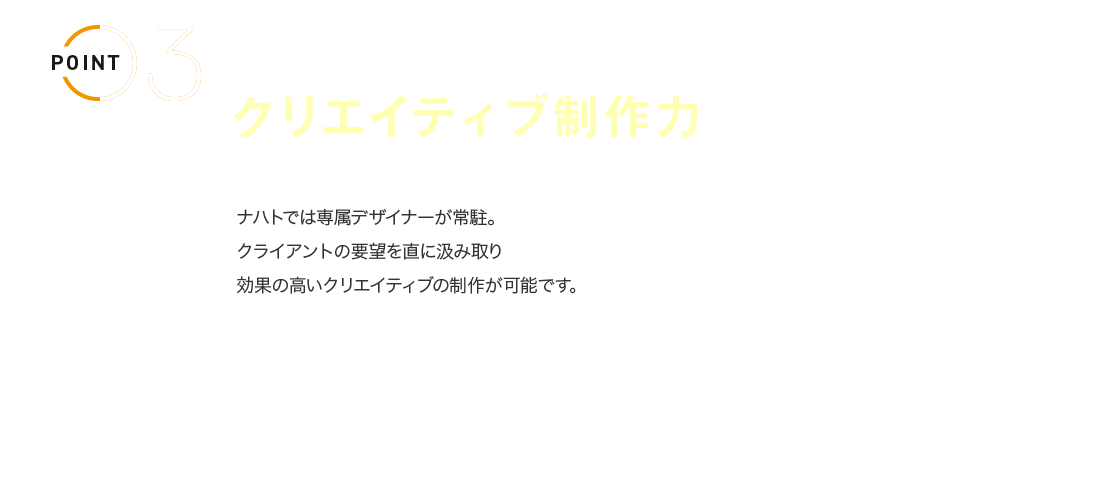 POINT 03
クリエイティブ制作力
ナハトでは専属デザイナーが常駐。
クライアントの要望を直に汲み取り
効果の高いクリエイティブの制作が可能です。